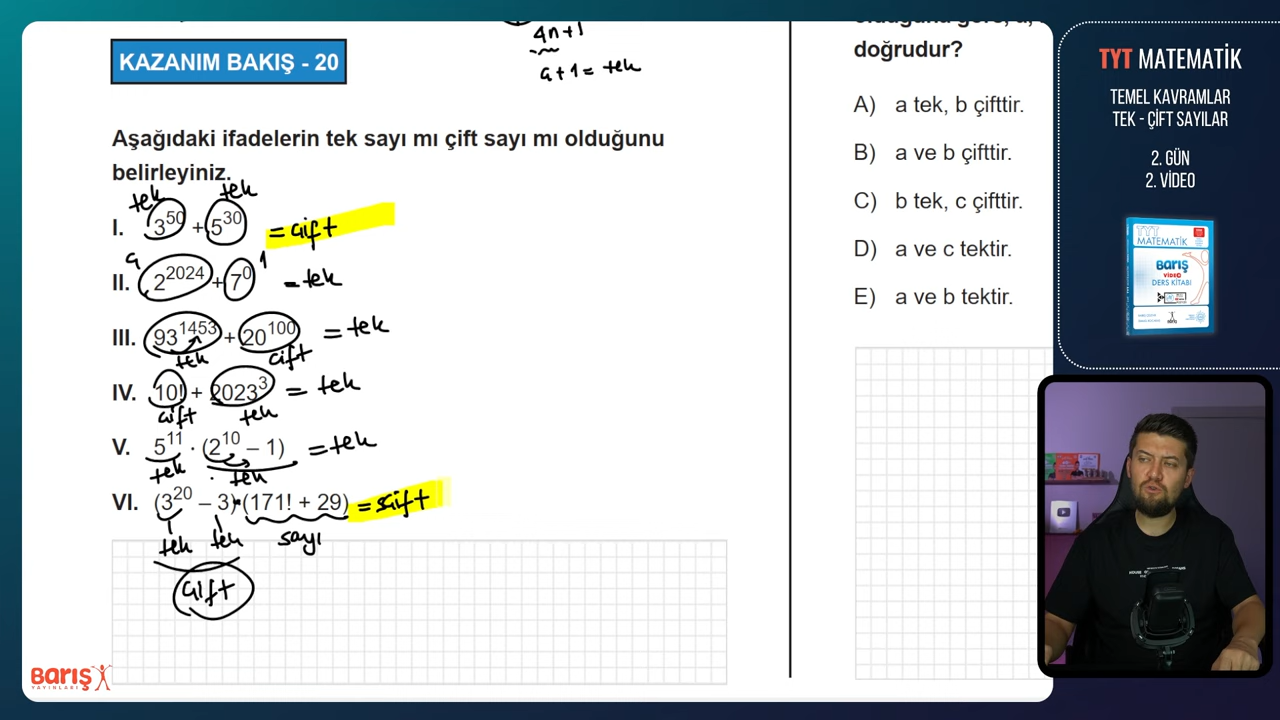 4n+1
ç+1 = tek
KAZANIM BAKIŞ - 20
Aşağıdaki ifadelerin tek sayı mı çift sayı mı olduğunu
belirleyiniz.
tek tek
I. 3^50 + 5^30 = çift
ç 1
II. 2^2024 + 7^0 = tek
III. 93^1453 + 20^100 = tek
tek çift
IV. 10! + 2023^3 = tek
çift tek
V. 5^11 · (2^10 – 1) = tek
tek · tek
VI. (3^20 – 3)·(171! + 29) = çift
tek tek sayı
çift
doğrudur?
A) a tek, b çifttir.
B) a ve b çifttir.
C) b tek, c çifttir.
D) a ve c tektir.
E) a ve b tektir.
TYT MATEMATİK
TEMEL KAVRAMLAR
TEK - ÇİFT SAYILAR
2. GÜN
2. VİDEO
TYT
MATEMATİK
BARIŞ
VİDEO
DERS KİTABI
BARIŞ
YAYINLARI